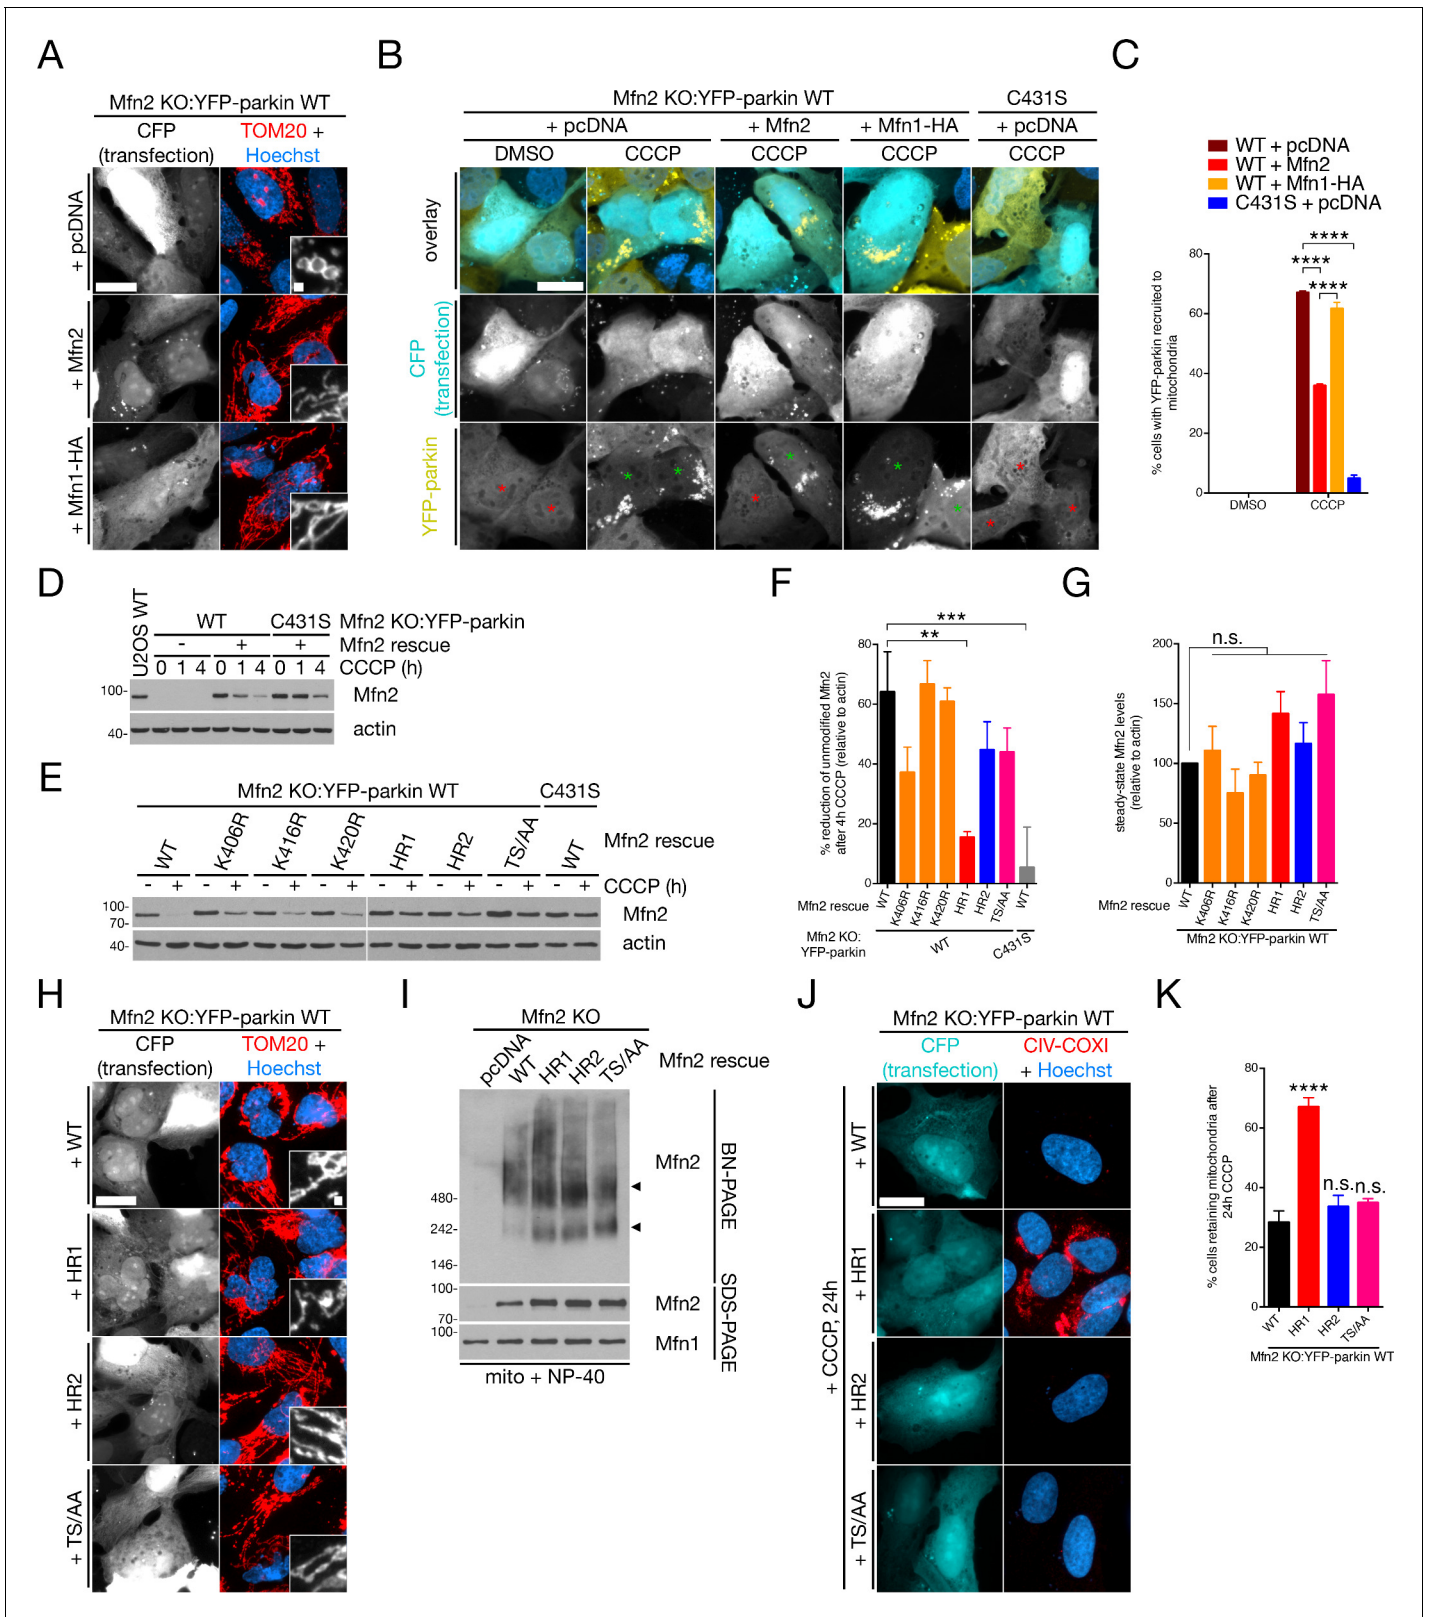 A
Mfn2 KO:YFP-parkin WT
CFP
(transfection)
TOM20 +
Hoechst
+ pcDNA
+ Mfn2
+ Mfn1-HA
B
Mfn2 KO:YFP-parkin WT
C431S
+ pcDNA
+ Mfn2
+ Mfn1-HA
+ pcDNA
DMSO
CCCP
CCCP
CCCP
CCCP
overlay
CFP
(transfection)
YFP-parkin
*
*
*
*
*
*
*
*
*
*
*
C
WT + pcDNA
WT + Mfn2
WT + Mfn1-HA
C431S + pcDNA
****
****
****
% cells with YFP-parkin recruited to
mitochondria
80
60
40
20
0
DMSO
CCCP
D
U2OS WT
WT
C431S
Mfn2 KO:YFP-parkin
-
+
+
Mfn2 rescue
0 1 4 0 1 4 0 1 4
CCCP (h)
100-
Mfn2
40-
actin
E
Mfn2 KO:YFP-parkin WT
C431S
WT
K406R
K416R
K420R
HR1
HR2
TS/AA
WT
Mfn2 rescue
- + - + - + - + - + - + - + - +
CCCP (h)
100-
70-
Mfn2
40-
actin
F
***
**
% reduction of unmodified Mfn2
after 4h CCCP (relative to actin)
80
60
40
20
0
Mfn2 rescue
WT
K406R
K416R
K420R
HR1
HR2
TS/AA
WT
Mfn2 KO:
YFP-parkin
WT
C431S
G
n.s.
steady-state Mfn2 levels
(relative to actin)
200
150
100
50
0
Mfn2 rescue
WT
K406R
K416R
K420R
HR1
HR2
TS/AA
Mfn2 KO:YFP-parkin WT
H
Mfn2 KO:YFP-parkin WT
CFP
(transfection)
TOM20 +
Hoechst
+ WT
+ HR1
+ HR2
+ TS/AA
I
Mfn2 KO
pcDNA
WT
HR1
HR2
TS/AA
Mfn2 rescue
480-
242-
146-
Mfn2
BN-PAGE
100-
70-
Mfn2
100-
Mfn1
SDS-PAGE
mito + NP-40
J
Mfn2 KO:YFP-parkin WT
CFP
(transfection)
CIV-COXI
+ Hoechst
+ CCCP, 24h
+ WT
+ HR1
+ HR2
+ TS/AA
K
% cells retaining mitochondria after
24h CCCP
80
60
40
20
0
****
n.s.
n.s.
WT
HR1
HR2
TS/AA
Mfn2 KO:YFP-parkin WT